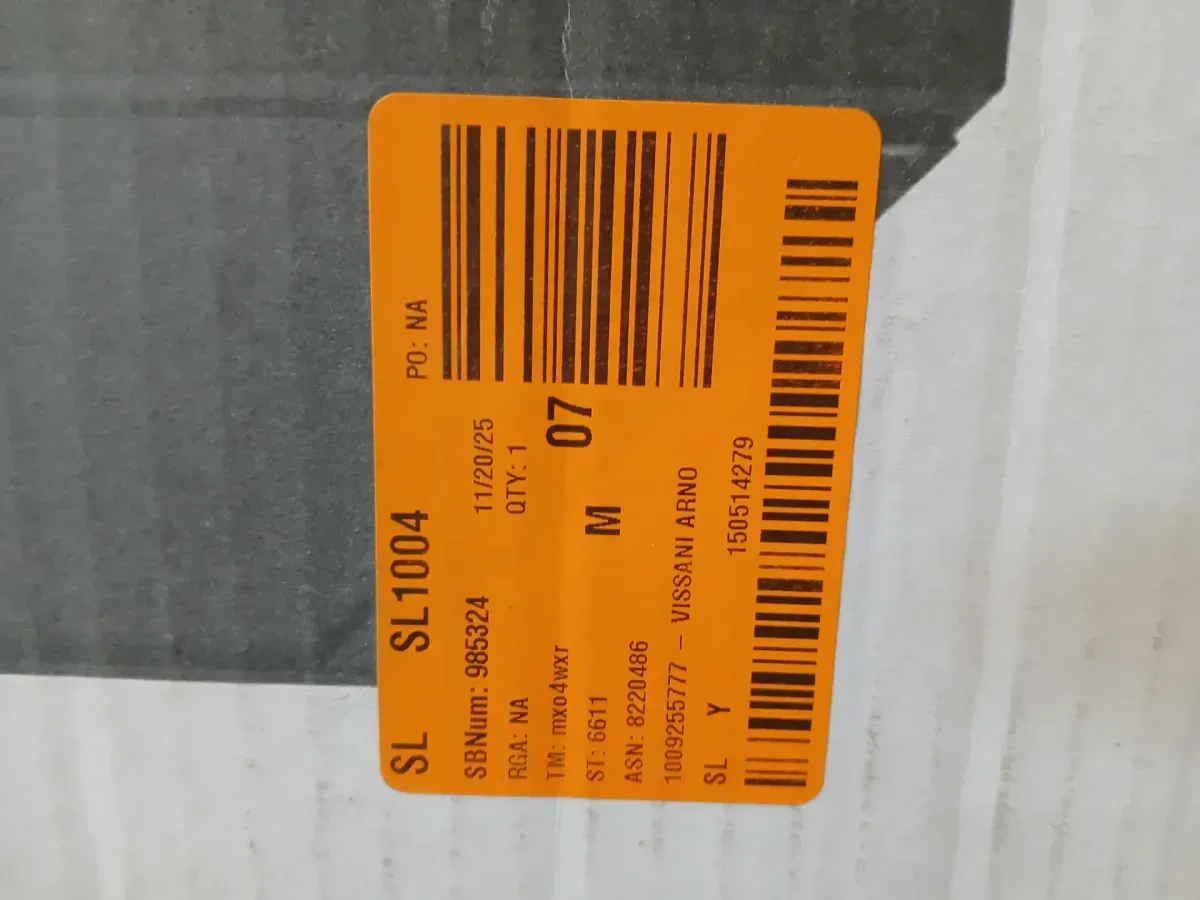 SL SL1004 PO: NA
SBNum: 985324 11/20/25
RGA: NA QTY: 1
TM: mxo4wxr 07
ST: 6611 M
ASN: 8220486
1009255777 – VISSANI ARNO
SL Y 150514279